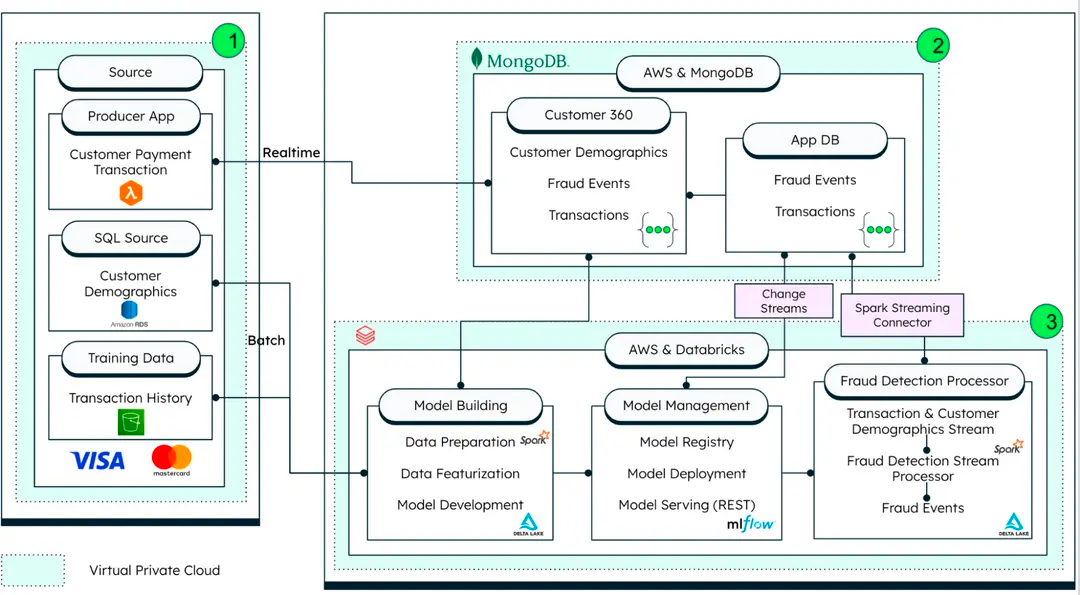 1
Source
Producer App
Customer Payment
Transaction
λ
SQL Source
Customer
Demographics
Amazon RDS
Training Data
Transaction History
VISA
mastercard
Virtual Private Cloud
Realtime
Batch
2
MongoDB.
AWS & MongoDB
Customer 360
Customer Demographics
Fraud Events
Transactions
App DB
Fraud Events
Transactions
Change
Streams
Spark Streaming
Connector
3
AWS & Databricks
Model Building
Data Preparation
Spark
Data Featurization
Model Development
DELTA LAKE
Model Management
Model Registry
Model Deployment
Model Serving (REST)
mlflow
Fraud Detection Processor
Transaction & Customer
Demographics Stream
Spark
Fraud Detection Stream
Processor
Fraud Events
DELTA LAKE